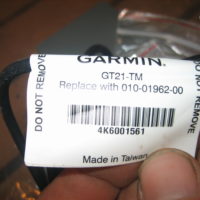 GARMIN
GT21-TM
Replace with 010-01962-00
4K6001561
Made in Taiwan
DO NOT REMOVE
DO NOT REMOVE